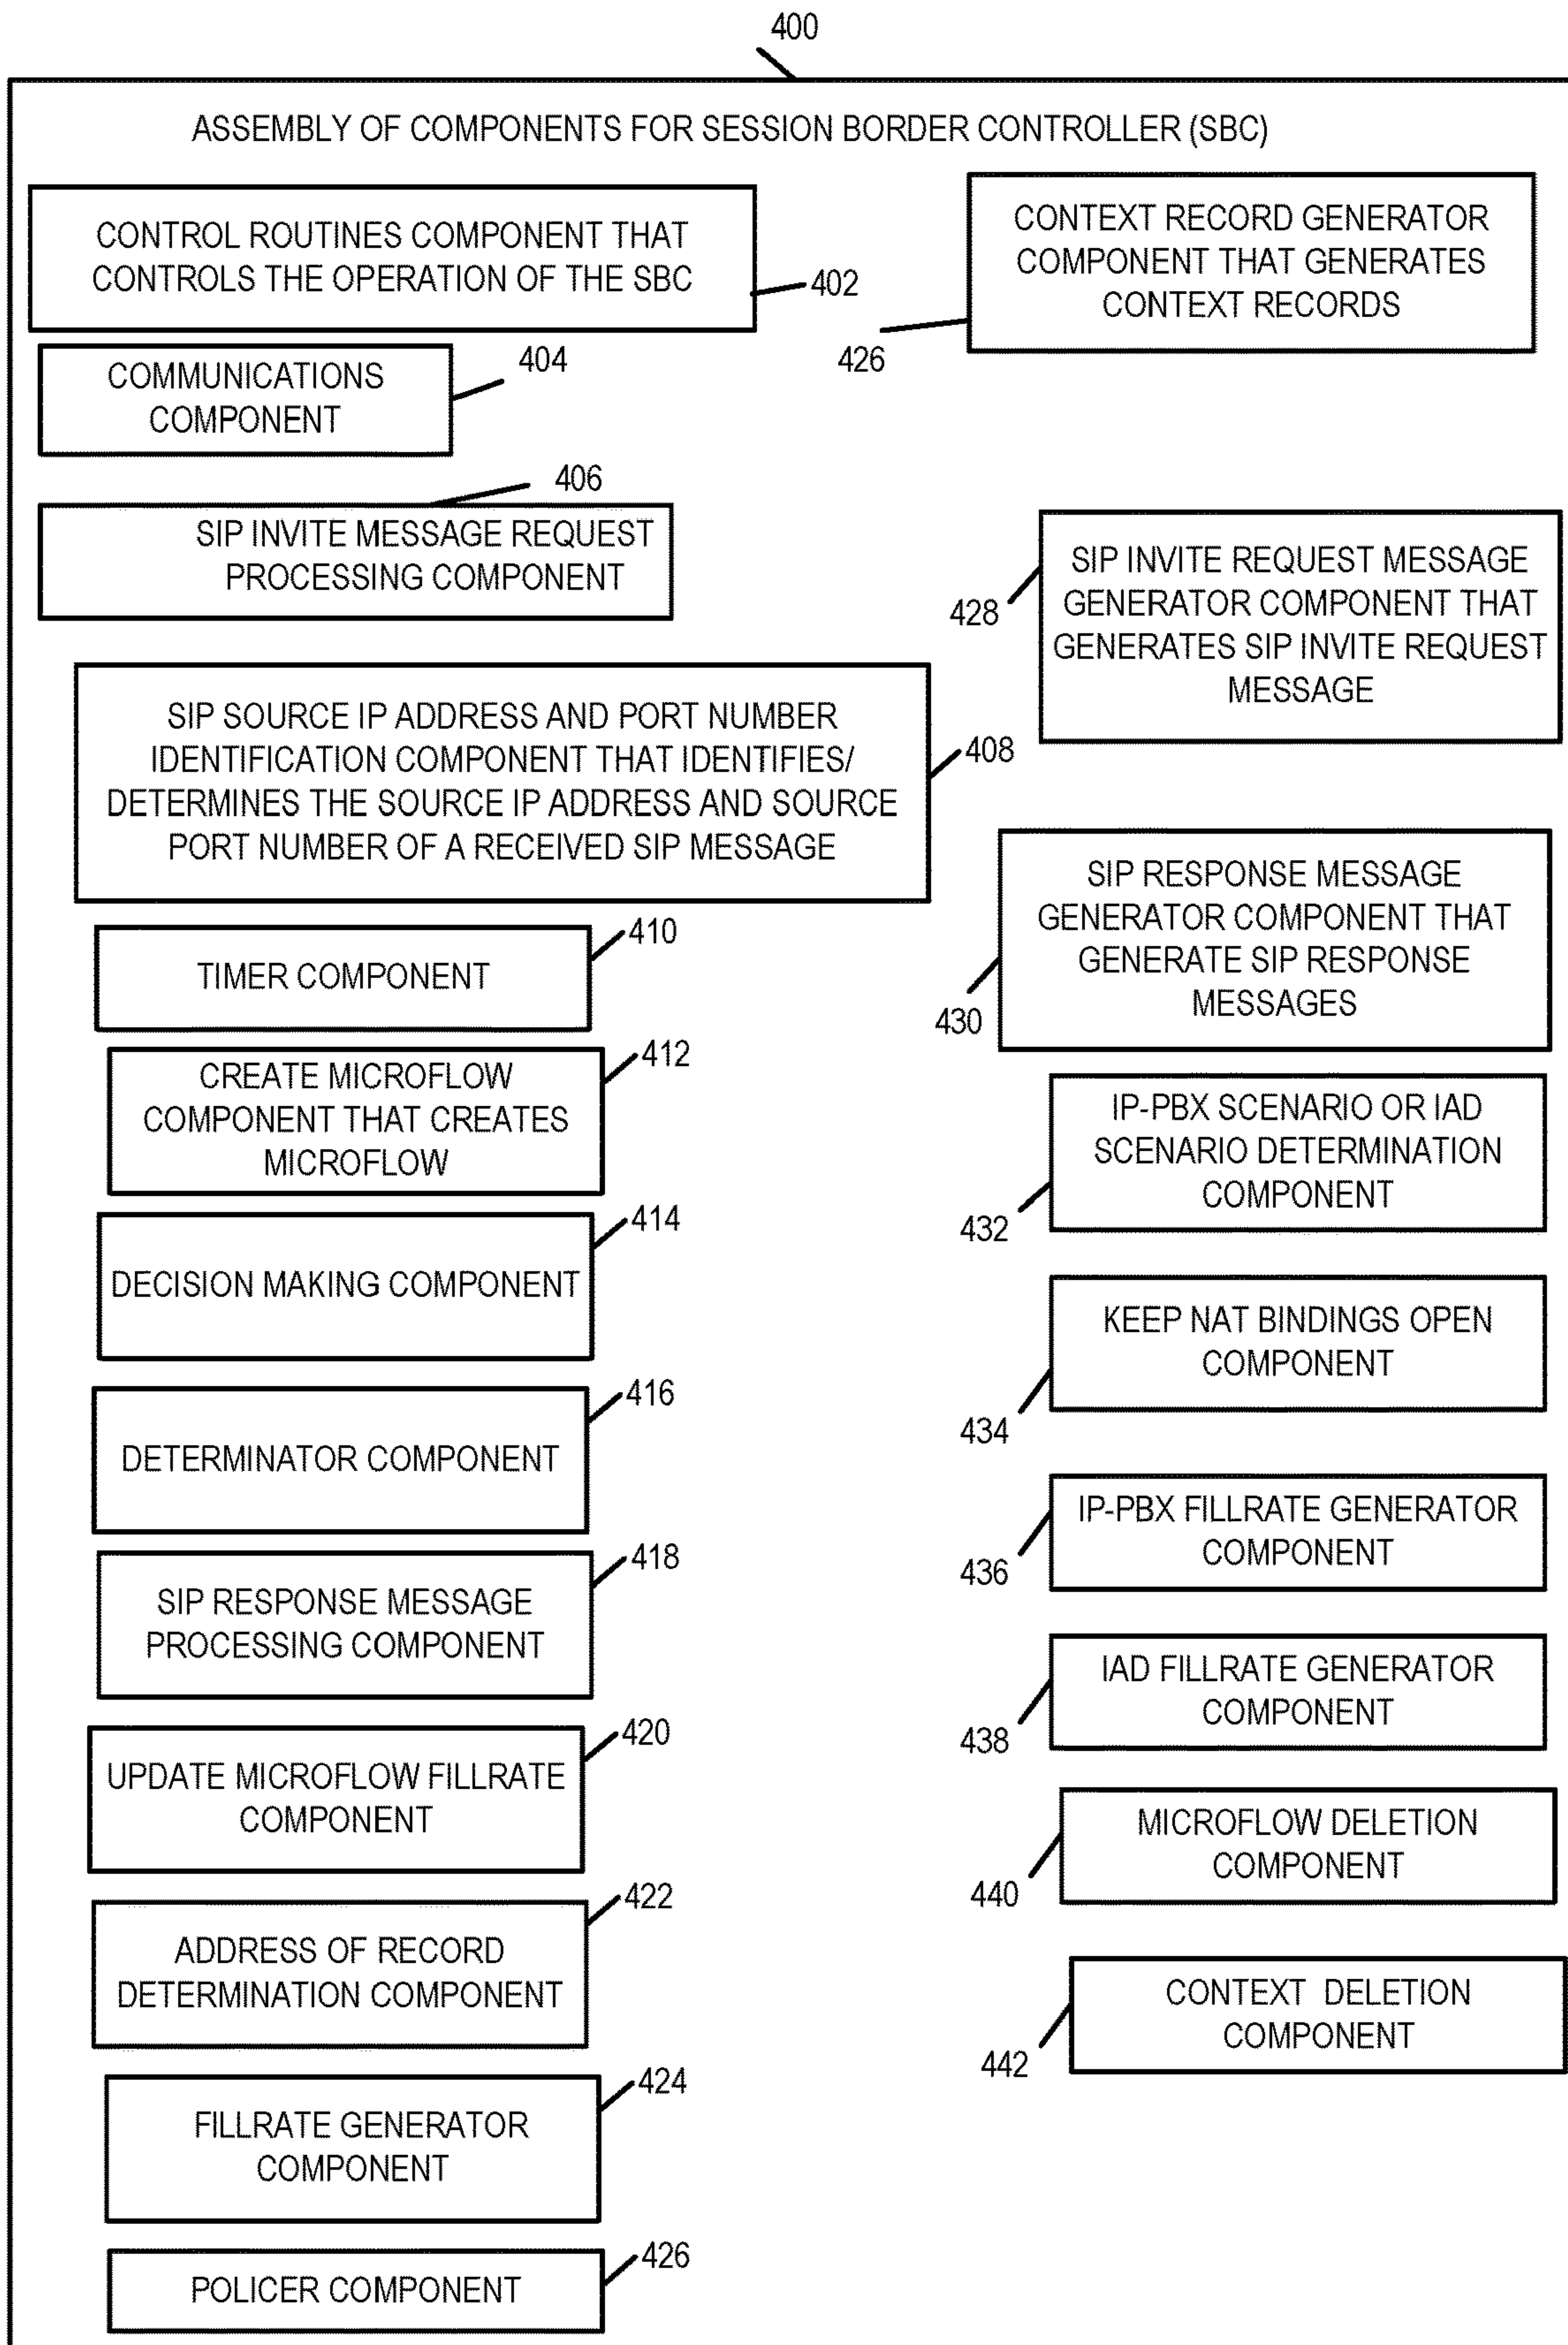 400
ASSEMBLY OF COMPONENTS FOR SESSION BORDER CONTROLLER (SBC)
CONTROL ROUTINES COMPONENT THAT
CONTROLS THE OPERATION OF THE SBC
402
COMMUNICATIONS
COMPONENT
404
406
SIP INVITE MESSAGE REQUEST
PROCESSING COMPONENT
SIP SOURCE IP ADDRESS AND PORT NUMBER
IDENTIFICATION COMPONENT THAT IDENTIFIES/
DETERMINES THE SOURCE IP ADDRESS AND SOURCE
PORT NUMBER OF A RECEIVED SIP MESSAGE
408
TIMER COMPONENT
410
CREATE MICROFLOW
COMPONENT THAT CREATES
MICROFLOW
412
DECISION MAKING COMPONENT
414
DETERMINATOR COMPONENT
416
SIP RESPONSE MESSAGE
PROCESSING COMPONENT
418
UPDATE MICROFLOW FILLRATE
COMPONENT
420
ADDRESS OF RECORD
DETERMINATION COMPONENT
422
FILLRATE GENERATOR
COMPONENT
424
POLICER COMPONENT
426
CONTEXT RECORD GENERATOR
COMPONENT THAT GENERATES
CONTEXT RECORDS
426
SIP INVITE REQUEST MESSAGE
GENERATOR COMPONENT THAT
GENERATES SIP INVITE REQUEST
MESSAGE
428
SIP RESPONSE MESSAGE
GENERATOR COMPONENT THAT
GENERATE SIP RESPONSE
MESSAGES
430
IP-PBX SCENARIO OR IAD
SCENARIO DETERMINATION
COMPONENT
432
KEEP NAT BINDINGS OPEN
COMPONENT
434
IP-PBX FILLRATE GENERATOR
COMPONENT
436
IAD FILLRATE GENERATOR
COMPONENT
438
MICROFLOW DELETION
COMPONENT
440
CONTEXT DELETION
COMPONENT
442